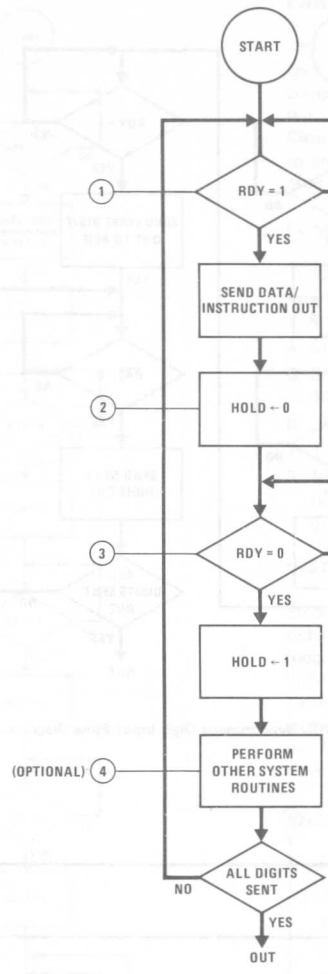 START
1
RDY = 1
YES
SEND DATA/
INSTRUCTION OUT
2
HOLD ← 0
3
RDY = 0
YES
HOLD ← 1
(OPTIONAL) 4
PERFORM
OTHER SYSTEM
ROUTINES
NO
ALL DIGITS
SENT
YES
OUT